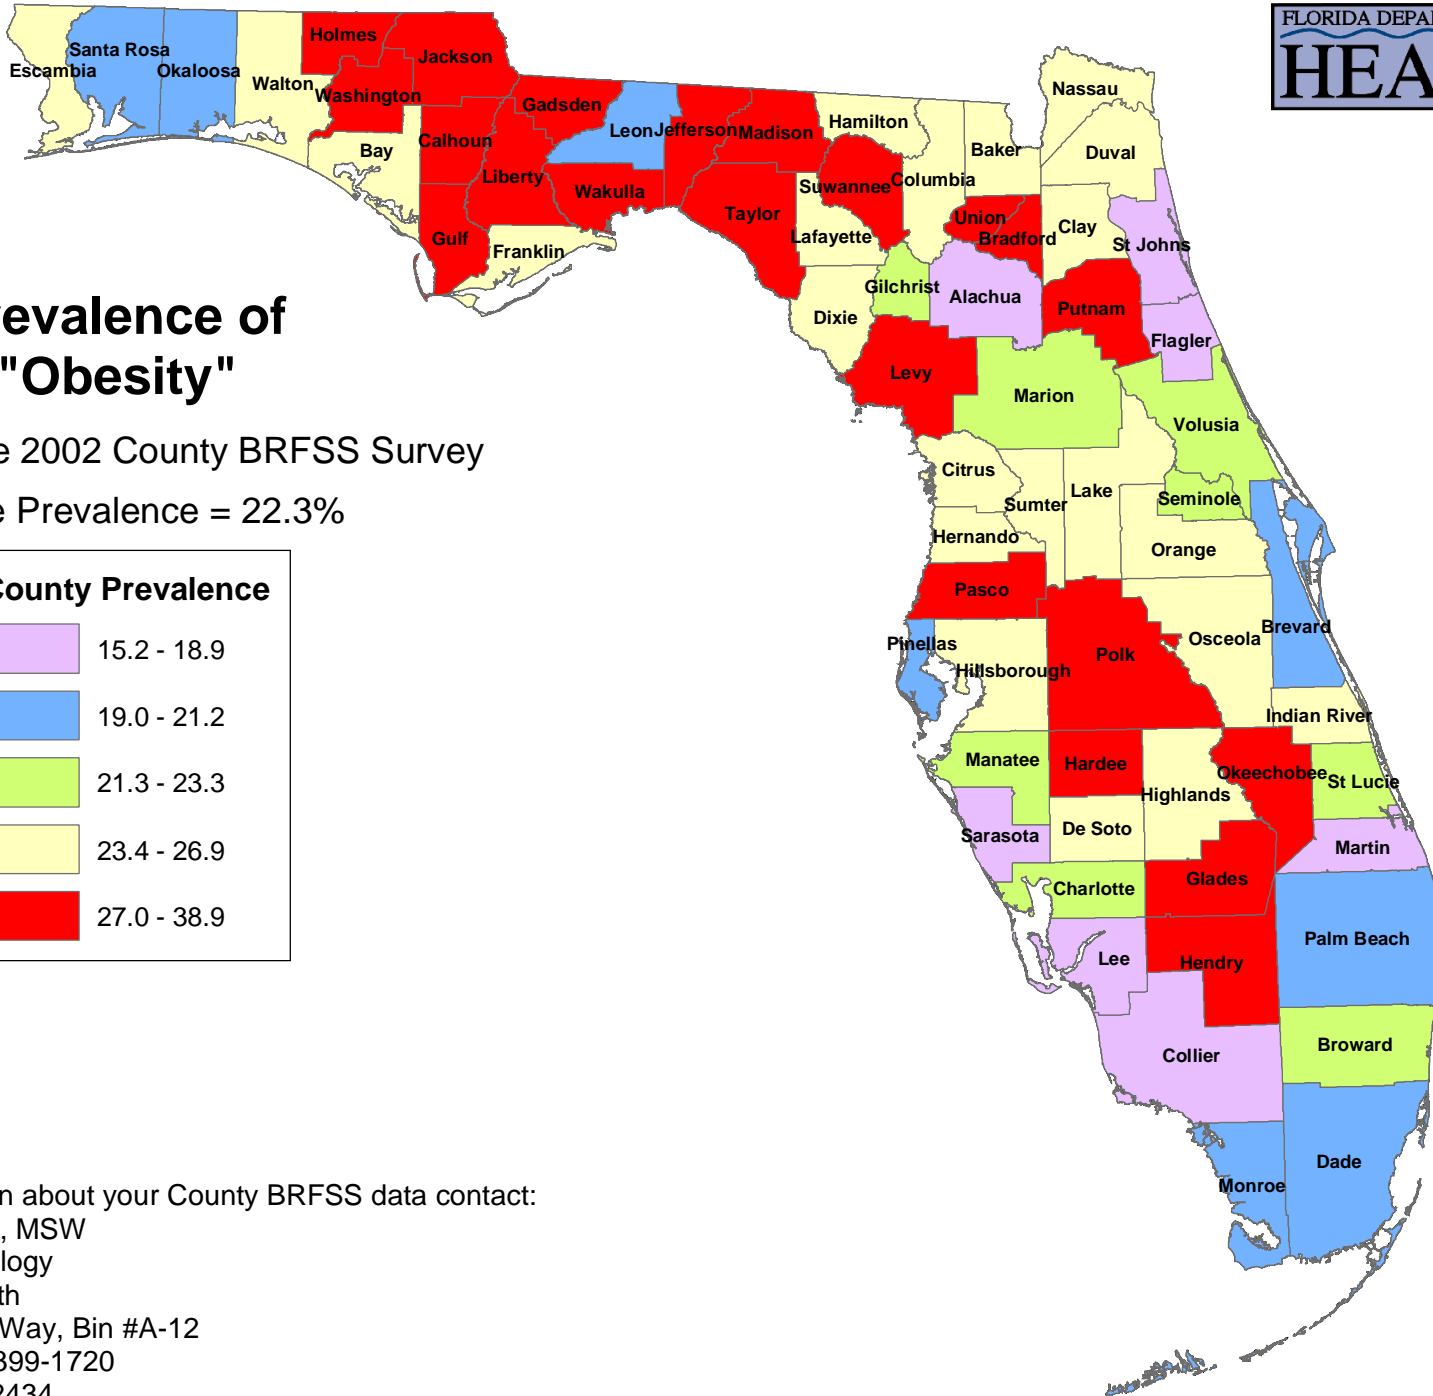 FLORIDA DEPA
HEA
Holmes
Jackson
Santa Rosa
Escambia
Okaloosa
Walton
Washington
Gadsden
Nassau
Leon
Jefferson
Madison
Hamilton
Calhoun
Bay
Baker
Duval
Liberty
Wakulla
Suwannee
Columbia
Taylor
Union
Bradford
Clay
St Johns
Lafayette
Gulf
Franklin
Gilchrist
Alachua
Putnam
Dixie
Flagler
Levy
Marion
Volusia
Citrus
Sumter
Lake
Seminole
Hernando
Orange
Pasco
Pinellas
Hillsborough
Polk
Osceola
Brevard
Indian River
Manatee
Hardee
Okeechobee
St Lucie
Highlands
Sarasota
De Soto
Martin
Charlotte
Glades
Lee
Hendry
Palm Beach
Collier
Broward
Monroe
Dade
evalence of
"Obesity"
e 2002 County BRFSS Survey
e Prevalence = 22.3%
County Prevalence
15.2 - 18.9
19.0 - 21.2
21.3 - 23.3
23.4 - 26.9
27.0 - 38.9
n about your County BRFSS data contact:
, MSW
logy
th
Way, Bin #A-12
399-1720
2434